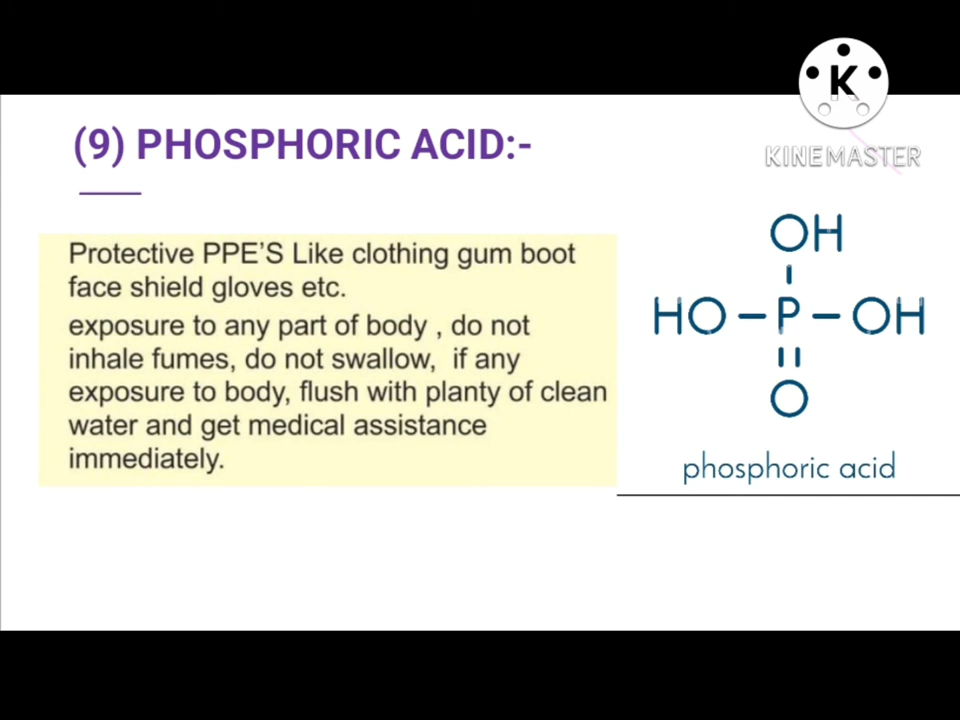 K
KINEMASTER
(9) PHOSPHORIC ACID:-
Protective PPE'S Like clothing gum boot
face shield gloves etc.
exposure to any part of body , do not
inhale fumes, do not swallow, if any
exposure to body, flush with planty of clean
water and get medical assistance
immediately.
OH
HO – P – OH
O
phosphoric acid